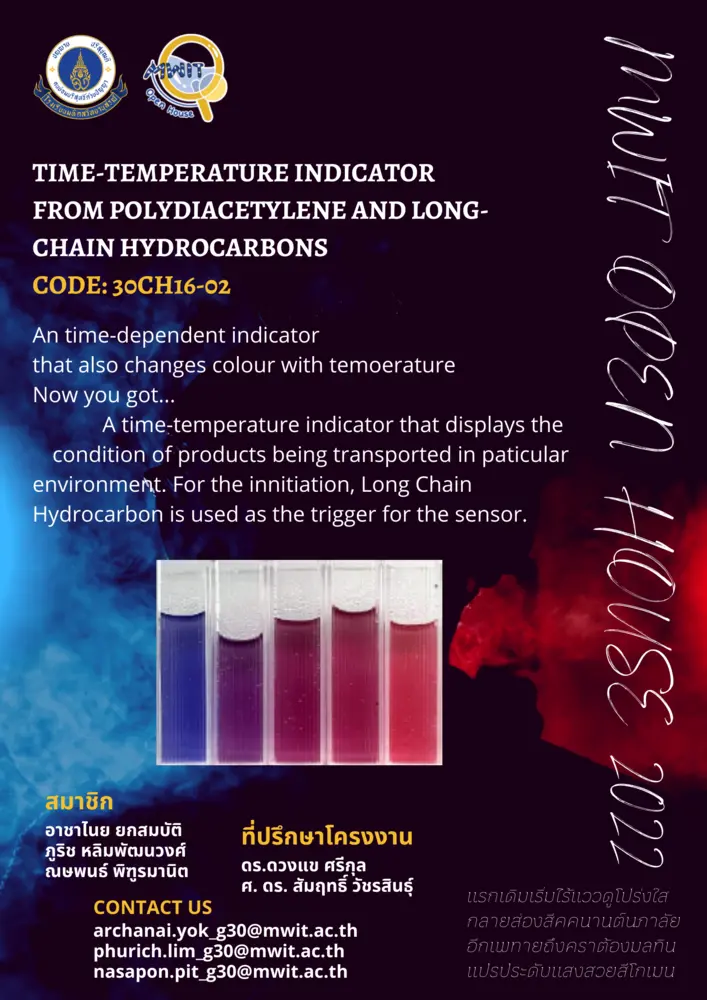 MWIT
Open House
TIME-TEMPERATURE INDICATOR
FROM POLYDIACETYLENE AND LONG-
CHAIN HYDROCARBONS
CODE: 30CH16-02
An time-dependent indicator
that also changes colour with temoerature
Now you got...
A time-temperature indicator that displays the
condition of products being transported in paticular
environment. For the innitiation, Long Chain
Hydrocarbon is used as the trigger for the sensor.
MWIT OPEN HOUSE 2022
สมาชิก
อาชาไนย ยกสมบัติ
ภูริช หลิมพัฒนวงศ์
ณษพนธ์ พิฑูรมานิต
ที่ปรึกษาโครงงาน
ดร.ดวงแข ศรีกุล
ศ. ดร. สัมฤทธิ์ วัชรสินธุ์
CONTACT US
archanai.yok_g30@mwit.ac.th
phurich.lim_g30@mwit.ac.th
nasapon.pit_g30@mwit.ac.th
แรกเดิมเริ่มไร้แววดูโปร่งใส
กลายส่องสีคคนานต์นภาลัย
อีกเพทายถึงคราต้องมลทิน
แปรประดับแสงสวยสีโกเมน